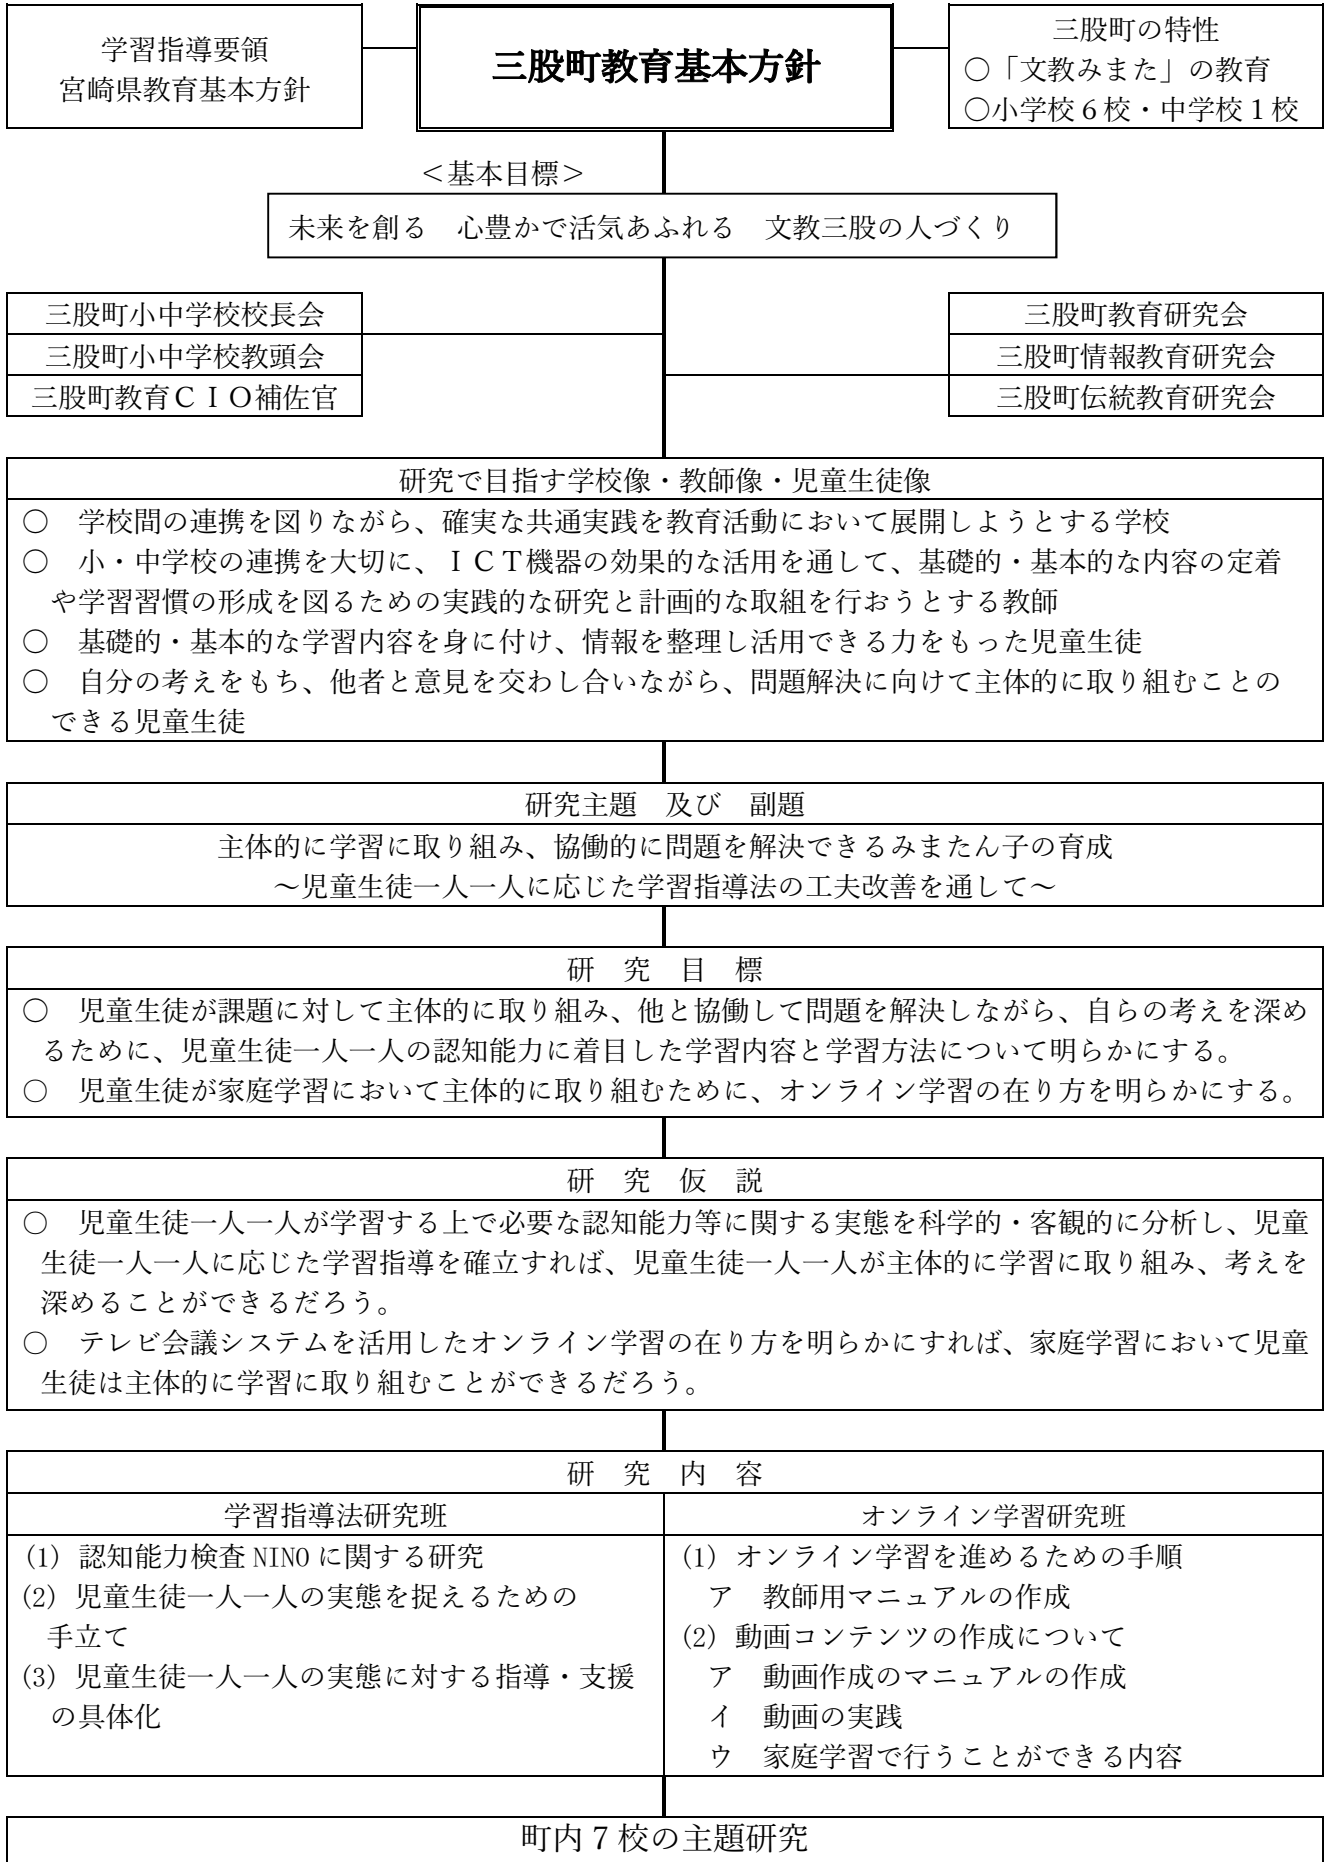 学習指導要領
宮崎県教育基本方針
三股町教育基本方針
三股町の特性
○「文教みまた」の教育
○小学校６校・中学校１校
＜基本目標＞
未来を創る　心豊かで活気あふれる　文教三股の人づくり
三股町小中学校校長会
三股町小中学校教頭会
三股町教育ＣＩＯ補佐官
三股町教育研究会
三股町情報教育研究会
三股町伝統教育研究会
研究で目指す学校像・教師像・児童生徒像
○　学校間の連携を図りながら、確実な共通実践を教育活動において展開しようとする学校
○　小・中学校の連携を大切に、ＩＣＴ機器の効果的な活用を通して、基礎的・基本的な内容の定着
や学習習慣の形成を図るための実践的な研究と計画的な取組を行おうとする教師
○　基礎的・基本的な学習内容を身に付け、情報を整理し活用できる力をもった児童生徒
○　自分の考えをもち、他者と意見を交わし合いながら、問題解決に向けて主体的に取り組むことの
できる児童生徒
研究主題　及び　副題
主体的に学習に取り組み、協働的に問題を解決できるみまたん子の育成
～児童生徒一人一人に応じた学習指導法の工夫改善を通して～
研　究　目　標
○　児童生徒が課題に対して主体的に取り組み、他と協働して問題を解決しながら、自らの考えを深め
るために、児童生徒一人一人の認知能力に着目した学習内容と学習方法について明らかにする。
○　児童生徒が家庭学習において主体的に取り組むために、オンライン学習の在り方を明らかにする。
研　究　仮　説
○　児童生徒一人一人が学習する上で必要な認知能力等に関する実態を科学的・客観的に分析し、児童
生徒一人一人に応じた学習指導を確立すれば、児童生徒一人一人が主体的に学習に取り組み、考えを
深めることができるだろう。
○　テレビ会議システムを活用したオンライン学習の在り方を明らかにすれば、家庭学習において児童
生徒は主体的に学習に取り組むことができるだろう。
研　究　内　容
学習指導法研究班
(1) 認知能力検査 NINO に関する研究
(2) 児童生徒一人一人の実態を捉えるための
手立て
(3) 児童生徒一人一人の実態に対する指導・支援
の具体化
オンライン学習研究班
(1) オンライン学習を進めるための手順
ア　教師用マニュアルの作成
(2) 動画コンテンツの作成について
ア　動画作成のマニュアルの作成
イ　動画の実践
ウ　家庭学習で行うことができる内容
町内７校の主題研究